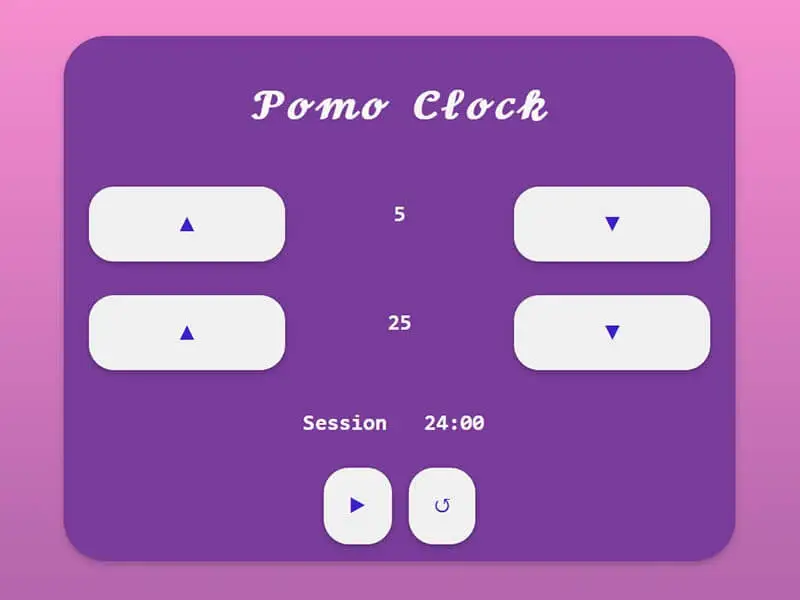 Pomo Clock
▲ 5 ▼
▲ 25 ▼
Session 24:00
▶ ↺